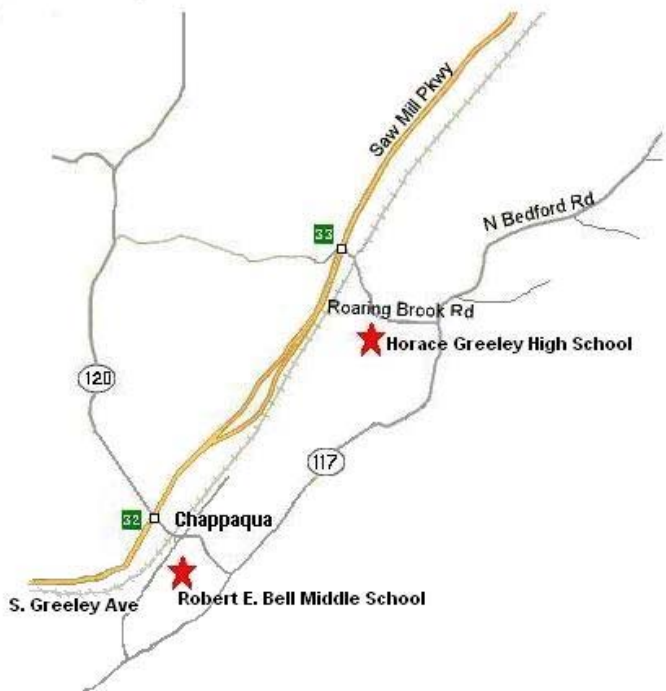 Saw Mill Pkwy
N Bedford Rd
33
Roaring Brook Rd
Horace Greeley High School
120
117
32
Chappaqua
S. Greeley Ave
Robert E. Bell Middle School